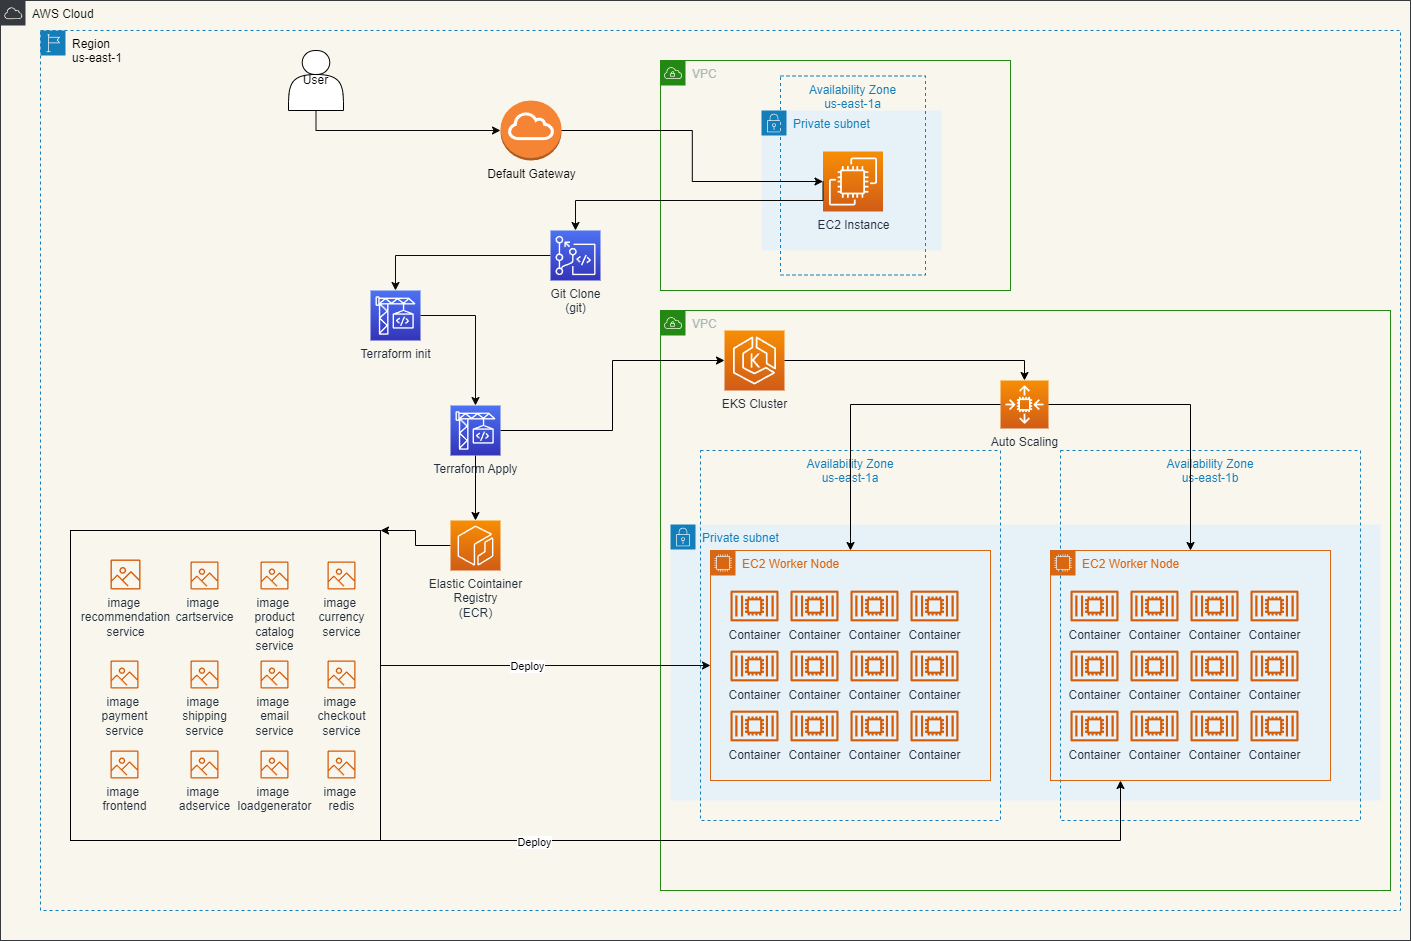 AWS Cloud
Region
us-east-1
User
Default Gateway
VPC
Availability Zone
us-east-1a
Private subnet
EC2 Instance
Git Clone
(git)
Terraform init
Terraform Apply
VPC
EKS Cluster
Auto Scaling
Availability Zone
us-east-1a
Availability Zone
us-east-1b
Private subnet
Elastic Cointainer
Registry
(ECR)
EC2 Worker Node
Container Container Container Container
Container Container Container Container
Container Container Container Container
EC2 Worker Node
Container Container Container Container
Container Container Container Container
Container Container Container Container
image
recommendation
service
image
cartservice
image
product
catalog
service
image
currency
service
image
payment
service
image
shipping
service
image
email
service
image
checkout
service
image
frontend
image
adservice
image
loadgenerator
image
redis
Deploy
Deploy